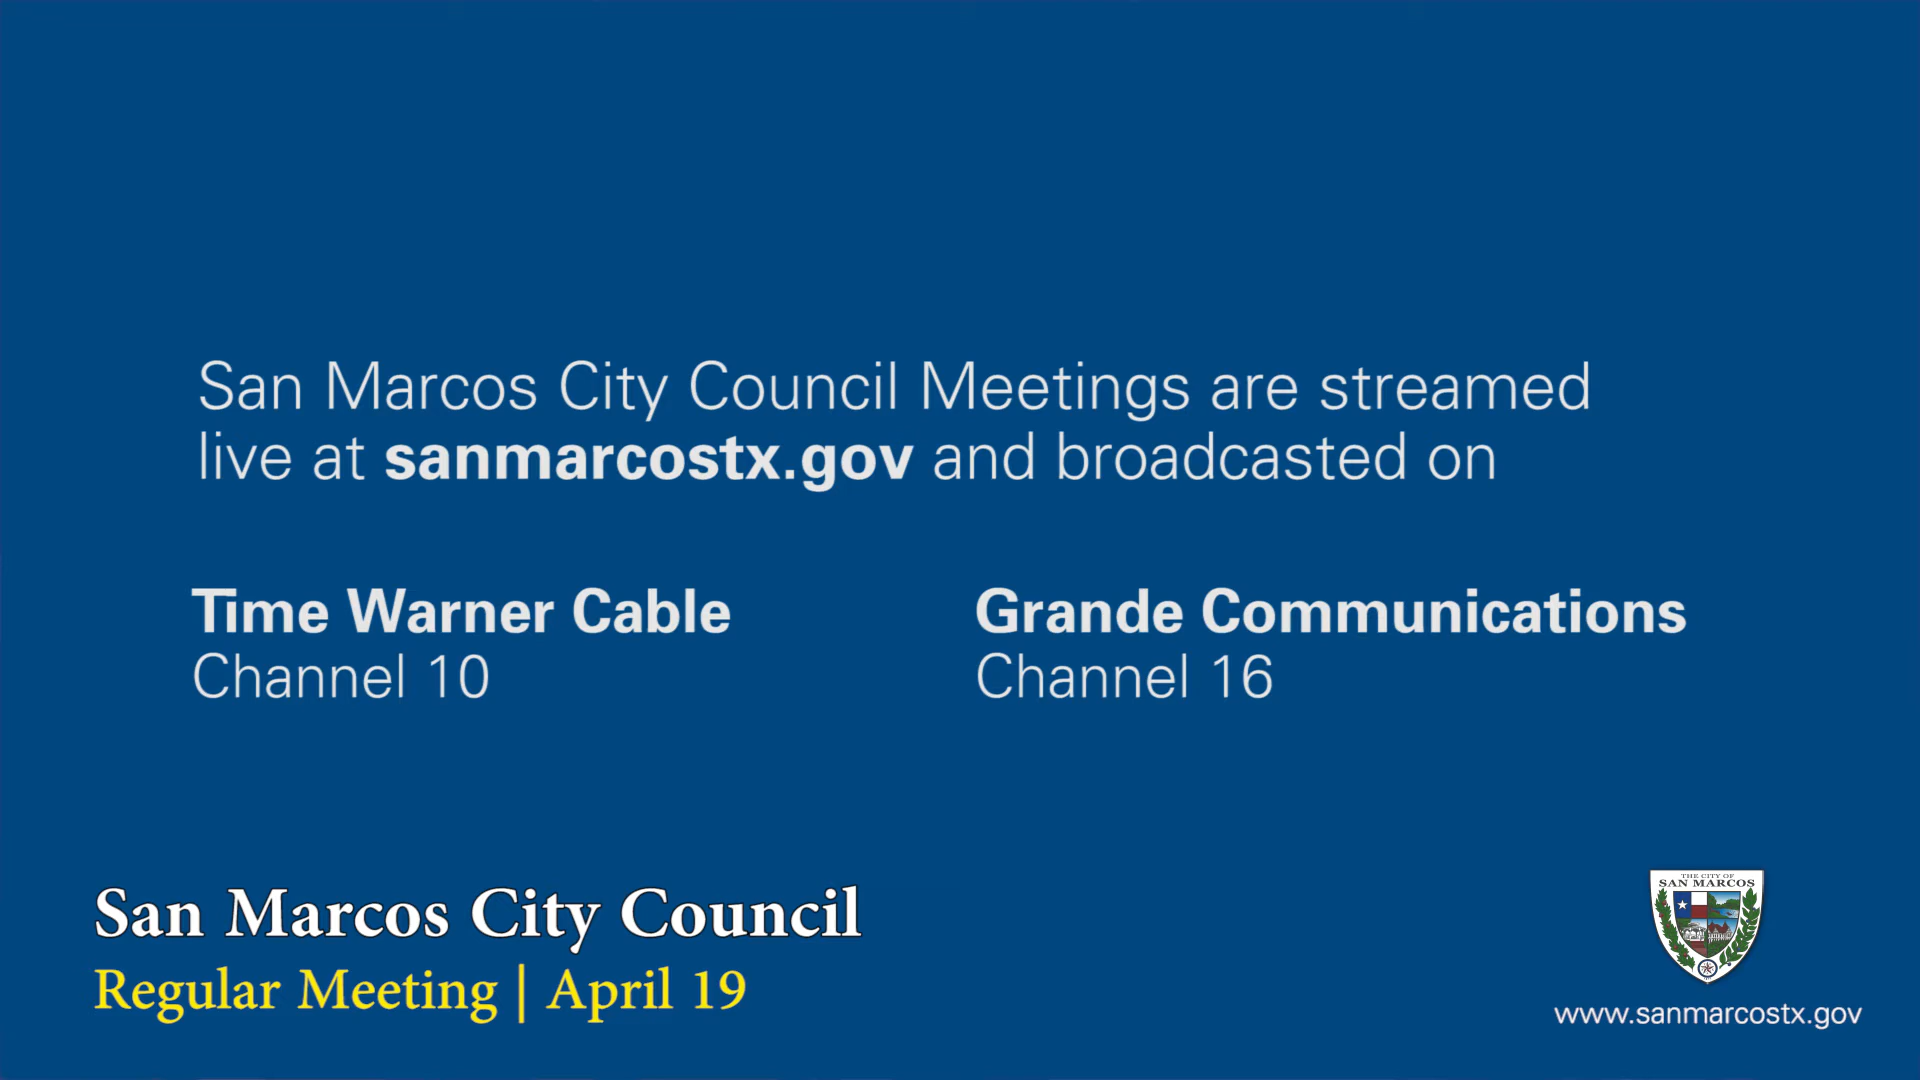 San Marcos City Council Meetings are streamed
live at sanmarcostx.gov and broadcasted on
Time Warner Cable
Channel 10
Grande Communications
Channel 16
San Marcos City Council
Regular Meeting | April 19
THE CITY OF
SAN MARCOS
www.sanmarcostx.gov